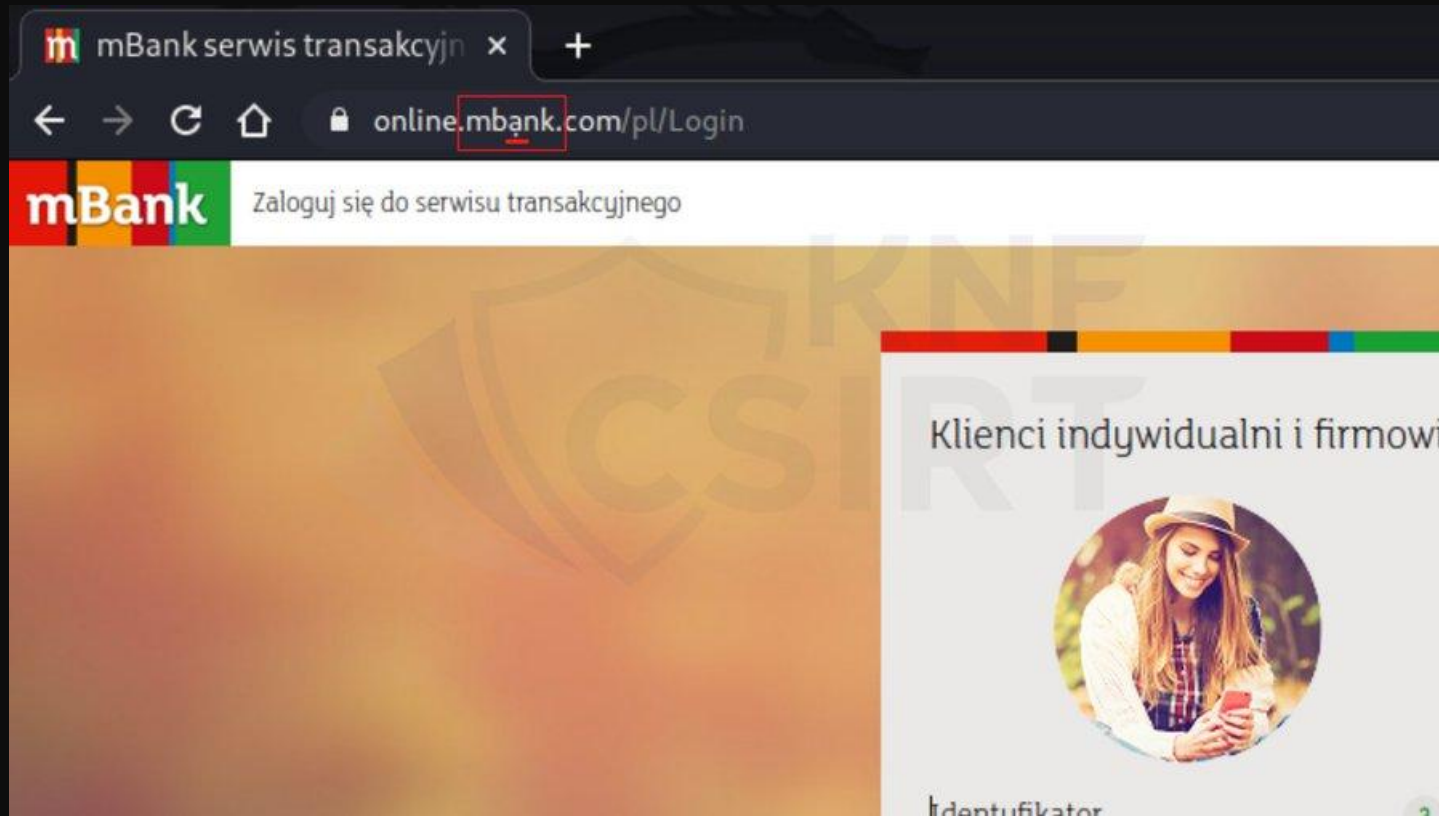 mBank serwis transakcyjn
online.mbạnk.com/pl/Login
mBank
Zaloguj się do serwisu transakcyjnego
KNF
CSIRT
Klienci indywidualni i firmowi
Identyfikator